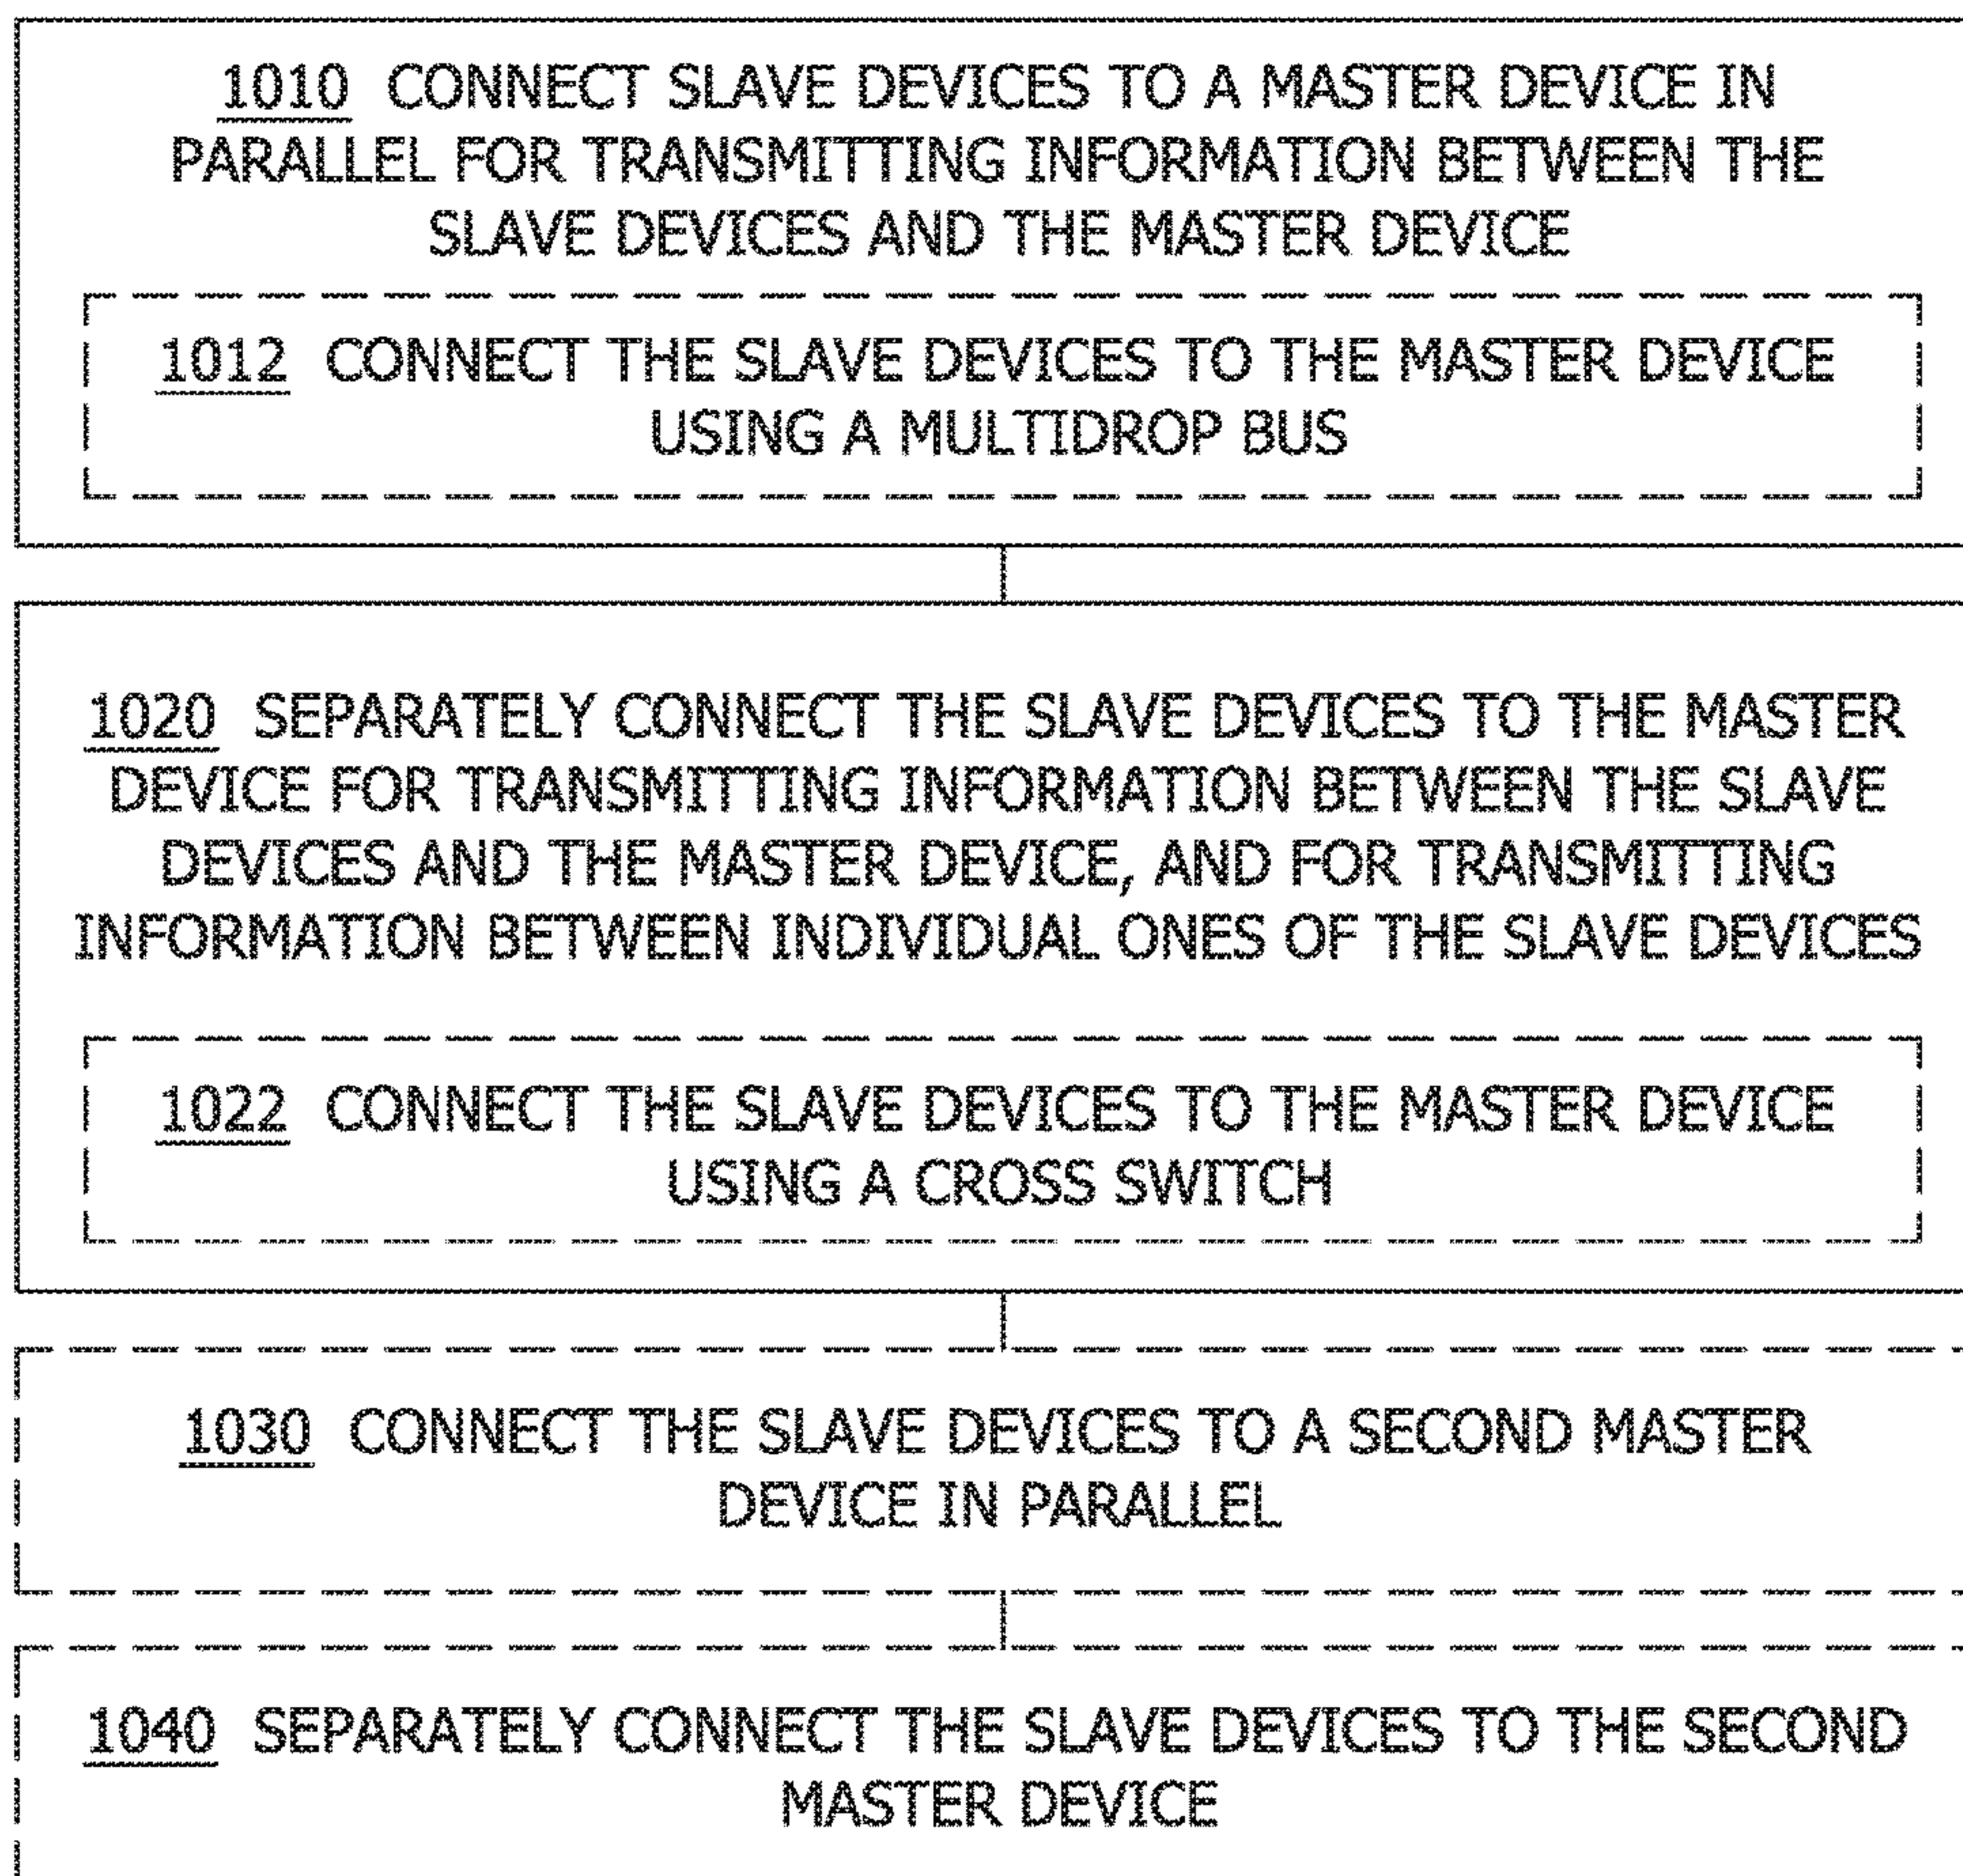 1010 CONNECT SLAVE DEVICES TO A MASTER DEVICE IN
PARALLEL FOR TRANSMITTING INFORMATION BETWEEN THE
SLAVE DEVICES AND THE MASTER DEVICE
1012 CONNECT THE SLAVE DEVICES TO THE MASTER DEVICE
USING A MULTIDROP BUS
1020 SEPARATELY CONNECT THE SLAVE DEVICES TO THE MASTER
DEVICE FOR TRANSMITTING INFORMATION BETWEEN THE SLAVE
DEVICES AND THE MASTER DEVICE, AND FOR TRANSMITTING
INFORMATION BETWEEN INDIVIDUAL ONES OF THE SLAVE DEVICES
1022 CONNECT THE SLAVE DEVICES TO THE MASTER DEVICE
USING A CROSS SWITCH
1030 CONNECT THE SLAVE DEVICES TO A SECOND MASTER
DEVICE IN PARALLEL
1040 SEPARATELY CONNECT THE SLAVE DEVICES TO THE SECOND
MASTER DEVICE